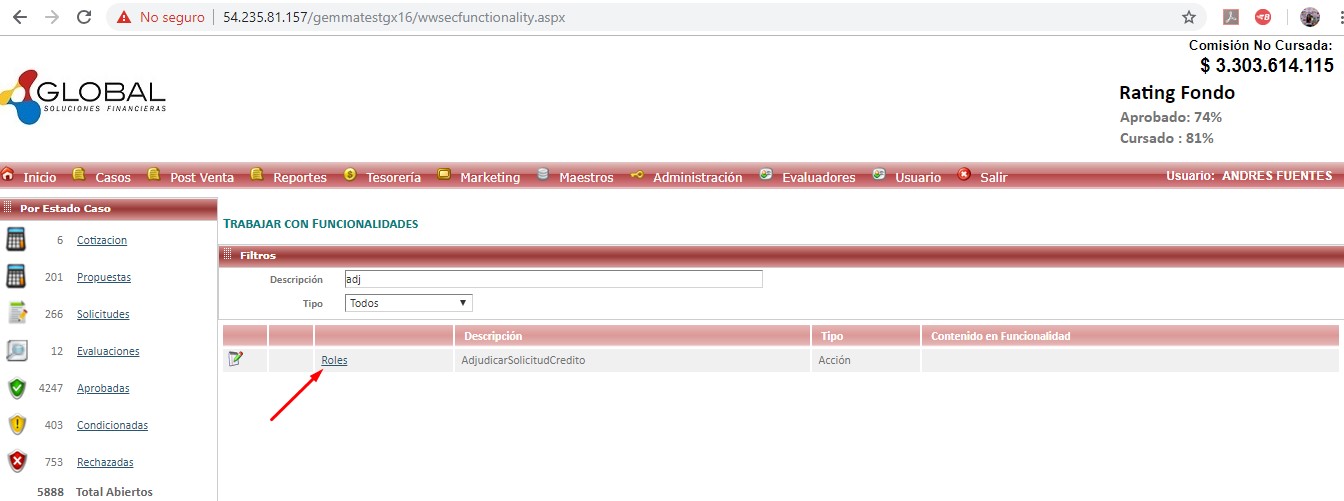 No seguro | 54.235.81.157/gemmatestgx16/wwsecfunctionality.aspx
Comisión No Cursada:
$ 3.303.614.115
GLOBAL
SOLUCIONES FINANCIERAS
Rating Fondo
Aprobado: 74%
Cursado : 81%
Inicio Casos Post Venta Reportes Tesorería Marketing Maestros Administración Evaluadores Usuario Salir Usuario: ANDRES FUENTES
Por Estado Caso
6 Cotizacion
201 Propuestas
266 Solicitudes
12 Evaluaciones
4247 Aprobadas
403 Condicionadas
753 Rechazadas
5888 Total Abiertos
TRABAJAR CON FUNCIONALIDADES
Filtros
Descripción adj
Tipo Todos
Descripción Tipo Contenido en Funcionalidad
Roles AdjudicarSolicitudCredito Acción